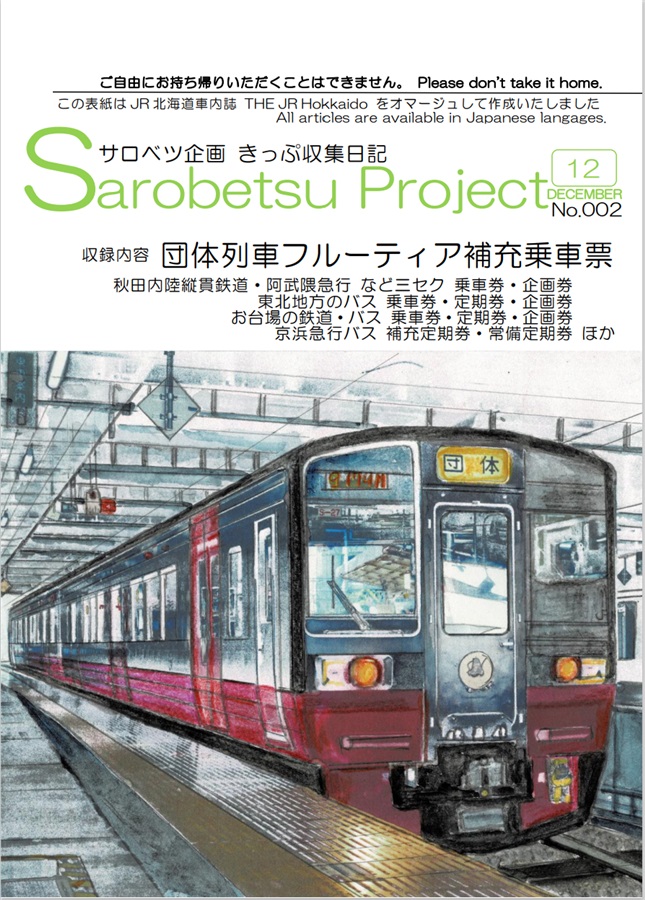 ご自由にお持ち帰りいただくことはできません。 Please don't take it home.
この表紙は JR 北海道車内誌 THE JR Hokkaido をオマージュして作成いたしました
All articles are available in Japanese langages.
サロベツ企画 きっぷ収集日記
Sarobetsu Project
12
DECEMBER
No.002
収録内容 団体列車フルーティア補充乗車票
秋田内陸縦貫鉄道・阿武隈急行 など三セク 乗車券・企画券
東北地方のバス 乗車券・定期券・企画券
お台場の鉄道・バス 乗車券・定期券・企画券
京浜急行バス 補充定期券・常備定期券 ほか
団体